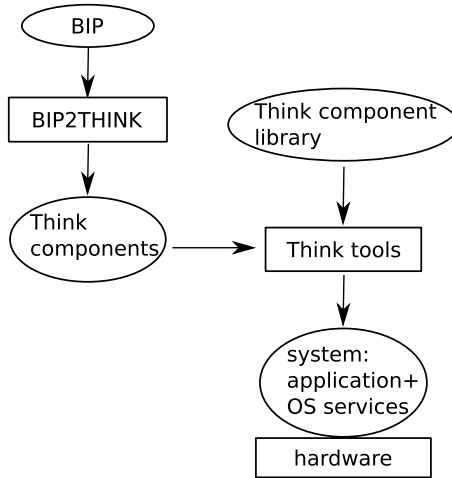 BIP
BIP2THINK
Think component
library
Think
components
Think tools
system:
application+
OS services
hardware